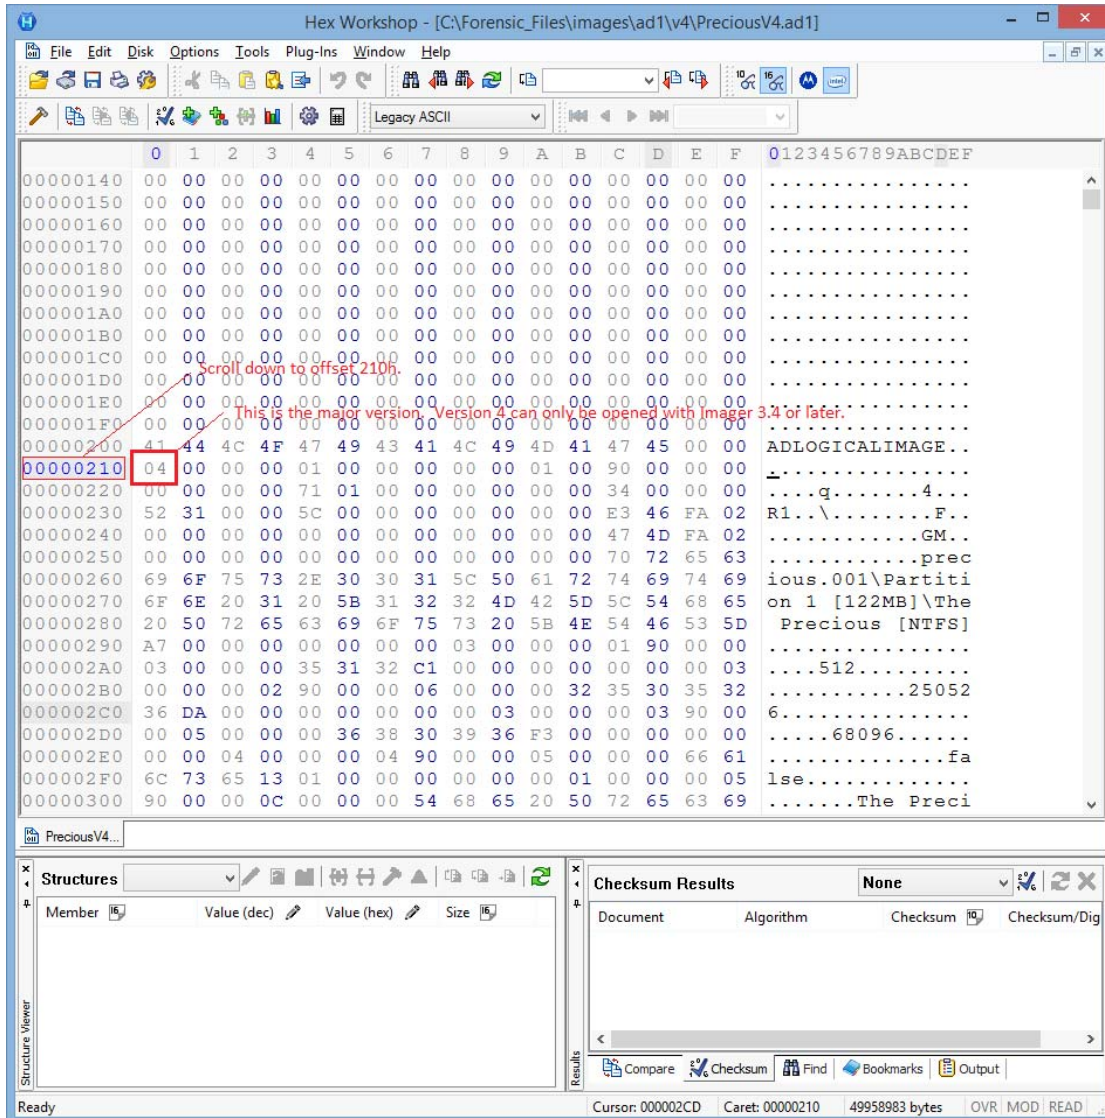 Hex Workshop - [C:\Forensic_Files\images\ad1\v4\PreciousV4.ad1]
File Edit Disk Options Tools Plug-Ins Window Help
Legacy ASCII
0 1 2 3 4 5 6 7 8 9 A B C D E F 0123456789ABCDEF
00000140 00 00 00 00 00 00 00 00 00 00 00 00 00 00 00 00 ................
00000150 00 00 00 00 00 00 00 00 00 00 00 00 00 00 00 00 ................
00000160 00 00 00 00 00 00 00 00 00 00 00 00 00 00 00 00 ................
00000170 00 00 00 00 00 00 00 00 00 00 00 00 00 00 00 00 ................
00000180 00 00 00 00 00 00 00 00 00 00 00 00 00 00 00 00 ................
00000190 00 00 00 00 00 00 00 00 00 00 00 00 00 00 00 00 ................
000001A0 00 00 00 00 00 00 00 00 00 00 00 00 00 00 00 00 ................
000001B0 00 00 00 00 00 00 00 00 00 00 00 00 00 00 00 00 ................
000001C0 00 00 00 00 00 00 00 00 00 00 00 00 00 00 00 00 ................
Scroll down to offset 210h.
000001D0 00 00 00 00 00 00 00 00 00 00 00 00 00 00 00 00 ................
000001E0 00 00 00 00 00 00 00 00 00 00 00 00 00 00 00 00 ................
This is the major version. Version 4 can only be opened with Imager 3.4 or later.
000001F0 00 00 00 00 00 00 00 00 00 00 00 00 00 00 00 00 ................
00000200 41 44 4C 4F 47 49 43 41 4C 49 4D 41 47 45 00 00 ADLOGICALIMAGE..
00000210 04 00 00 00 01 00 00 00 00 00 01 00 90 00 00 00 ................
00000220 00 00 00 00 71 01 00 00 00 00 00 00 34 00 00 00 ....q.......4...
00000230 52 31 00 00 5C 00 00 00 00 00 00 00 E3 46 FA 02 R1..\........F..
00000240 00 00 00 00 00 00 00 00 00 00 00 00 47 4D FA 02 ............GM..
00000250 00 00 00 00 00 00 00 00 00 00 00 00 70 72 65 63 ............prec
00000260 69 6F 75 73 2E 30 30 31 5C 50 61 72 74 69 74 69 ious.001\Partiti
00000270 6F 6E 20 31 20 5B 31 32 32 4D 42 5D 5C 54 68 65 on 1 [122MB]\The
00000280 20 50 72 65 63 69 6F 75 73 20 5B 4E 54 46 53 5D Precious [NTFS]
00000290 A7 00 00 00 00 00 00 00 03 00 00 00 01 90 00 00 ................
000002A0 03 00 00 00 35 31 32 C1 00 00 00 00 00 00 00 03 ....512.........
000002B0 00 00 00 02 90 00 00 06 00 00 00 32 35 30 35 32 ...........25052
000002C0 36 DA 00 00 00 00 00 00 00 03 00 00 00 03 90 00 6...............
000002D0 00 05 00 00 00 36 38 30 39 36 F3 00 00 00 00 00 .....68096......
000002E0 00 00 04 00 00 00 04 90 00 00 05 00 00 00 66 61 ..............fa
000002F0 6C 73 65 13 01 00 00 00 00 00 00 01 00 00 00 05 lse.............
00000300 90 00 00 0C 00 00 00 54 68 65 20 50 72 65 63 69 .......The Preci
PreciousV4...
Structures
Member Value (dec) Value (hex) Size
Structure Viewer
Checksum Results None
Document Algorithm Checksum Checksum/Dig
Results
Compare Checksum Find Bookmarks Output
Ready Cursor: 000002CD Caret: 00000210 49958983 bytes OVR MOD READ